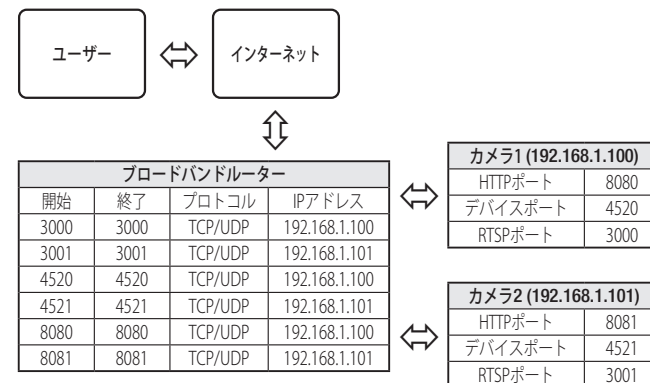 ユーザー
インターネット
ブロードバンドルーター
開始 終了 プロトコル IPアドレス
3000 3000 TCP/UDP 192.168.1.100
3001 3001 TCP/UDP 192.168.1.101
4520 4520 TCP/UDP 192.168.1.100
4521 4521 TCP/UDP 192.168.1.101
8080 8080 TCP/UDP 192.168.1.100
8081 8081 TCP/UDP 192.168.1.101
カメラ1 (192.168.1.100)
HTTPポート 8080
デバイスポート 4520
RTSPポート 3000
カメラ2 (192.168.1.101)
HTTPポート 8081
デバイスポート 4521
RTSPポート 3001